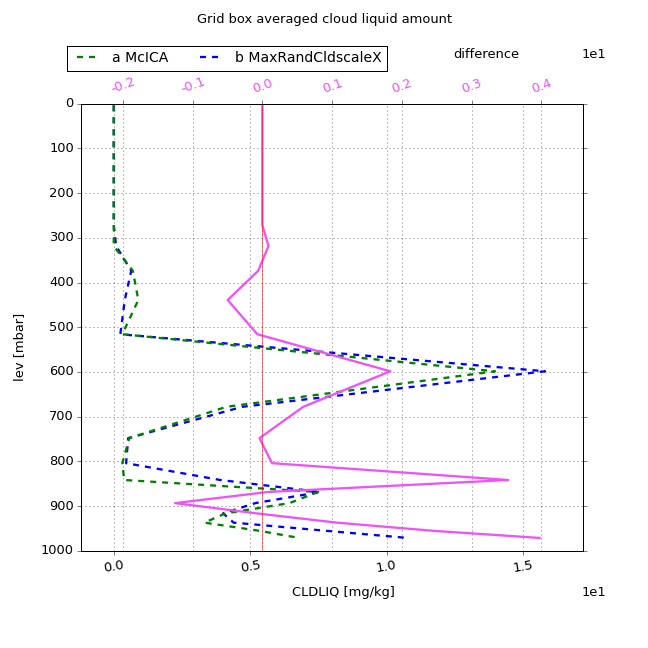 Grid box averaged cloud liquid amount
a McICA
b MaxRandCldscaleX
difference
1e1
-0.2
-0.1
0.0
0.1
0.2
0.3
0.4
0
100
200
300
400
500
600
700
800
900
1000
lev [mbar]
0.0
0.5
1.0
1.5
CLDLIQ [mg/kg]
1e1